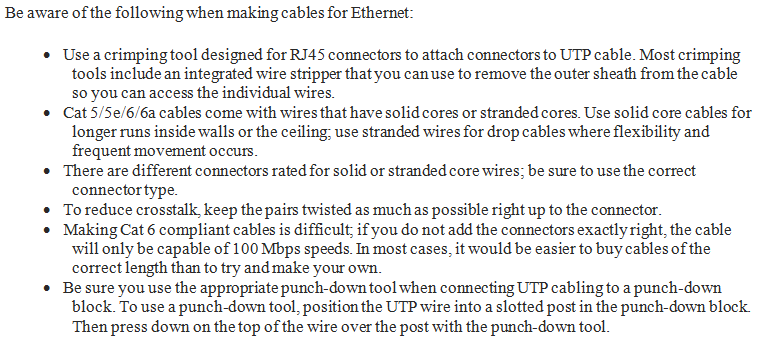 Be aware of the following when making cables for Ethernet:
• Use a crimping tool designed for RJ45 connectors to attach connectors to UTP cable. Most crimping
tools include an integrated wire stripper that you can use to remove the outer sheath from the cable
so you can access the individual wires.
• Cat 5/5e/6/6a cables come with wires that have solid cores or stranded cores. Use solid core cables for
longer runs inside walls or the ceiling; use stranded wires for drop cables where flexibility and
frequent movement occurs.
• There are different connectors rated for solid or stranded core wires; be sure to use the correct
connector type.
• To reduce crosstalk, keep the pairs twisted as much as possible right up to the connector.
• Making Cat 6 compliant cables is difficult; if you do not add the connectors exactly right, the cable
will only be capable of 100 Mbps speeds. In most cases, it would be easier to buy cables of the
correct length than to try and make your own.
• Be sure you use the appropriate punch-down tool when connecting UTP cabling to a punch-down
block. To use a punch-down tool, position the UTP wire into a slotted post in the punch-down block.
Then press down on the top of the wire over the post with the punch-down tool.